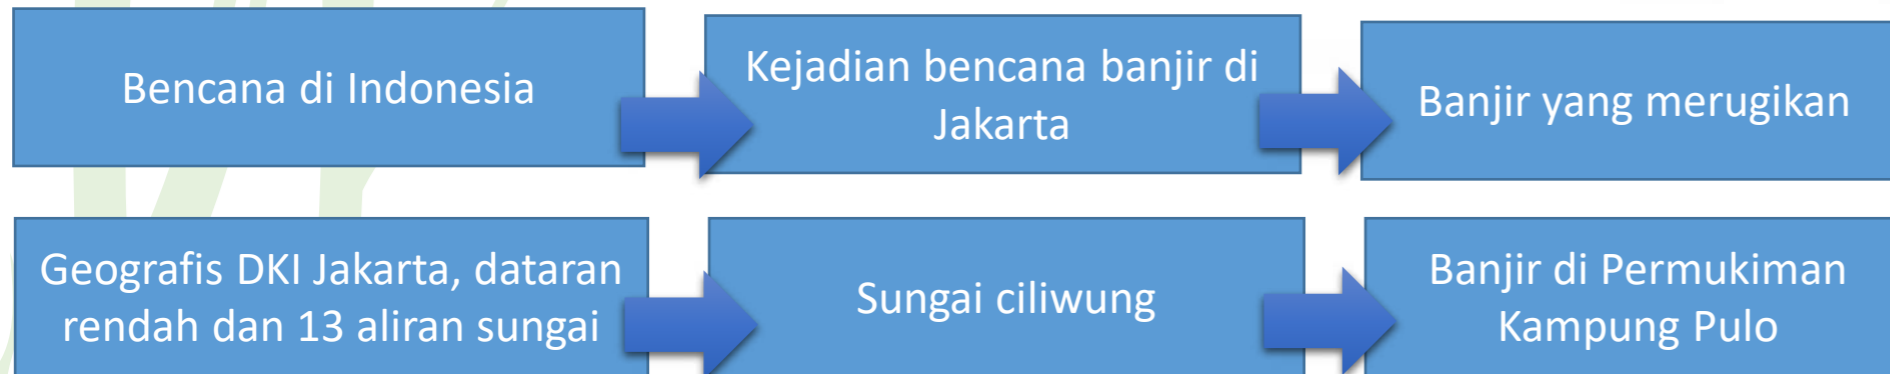 Bencana di Indonesia
Kejadian bencana banjir di
Jakarta
Banjir yang merugikan
Geografis DKI Jakarta, dataran
rendah dan 13 aliran sungai
Sungai ciliwung
Banjir di Permukiman
Kampung Pulo